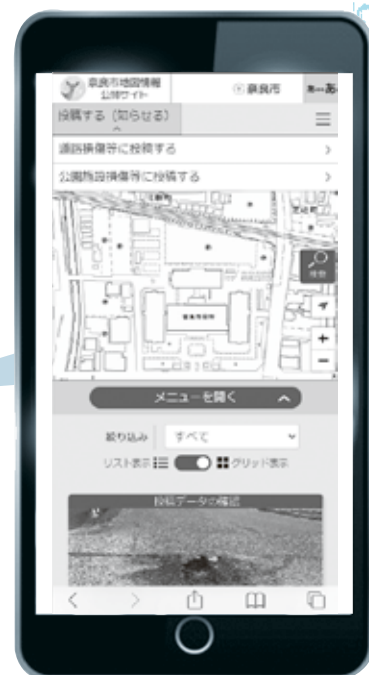 奈良市地図情報
公開サイト
奈良市
あ…あ
投稿する（知らせる）
道路損傷等に投稿する
公園施設損傷等に投稿する
検索
奈良市役所
メニューを開く
絞り込み
すべて
リスト表示
グリッド表示
投稿データの確認